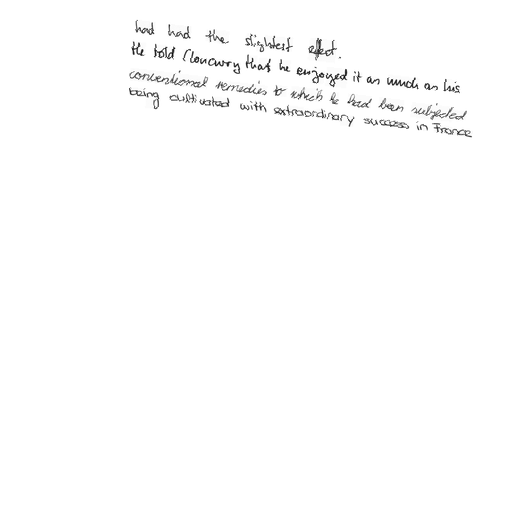 had had the slightest effect.
He told Cloncurry that he enjoyed it as much as his
conventional remedies to which he had been subjected
being cultivated with extraordinary success in France